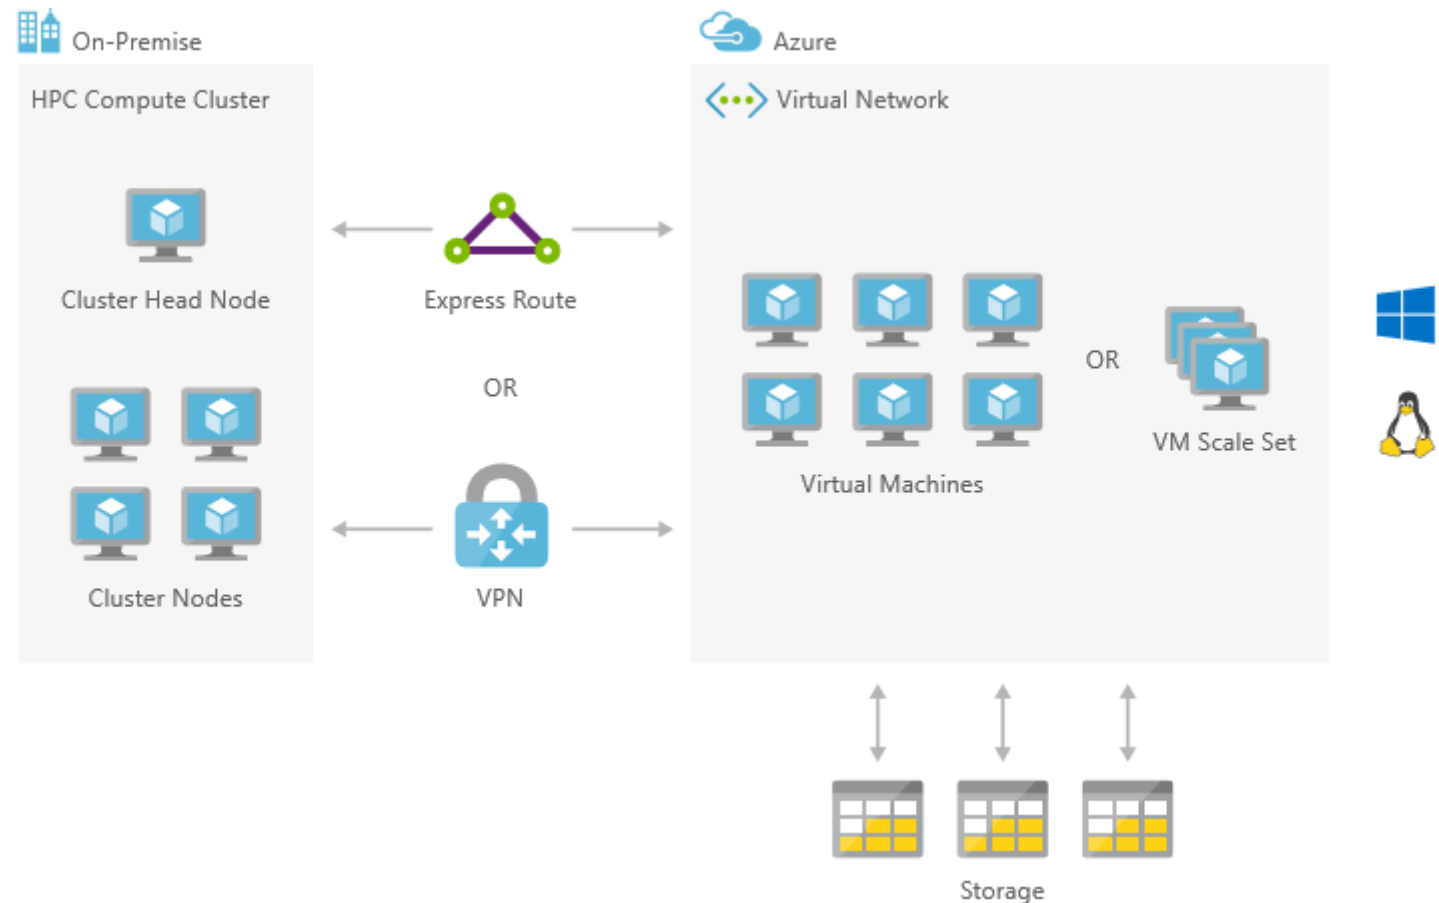 On-Premise
Azure
HPC Compute Cluster
Virtual Network
Cluster Head Node
Express Route
OR
OR
VM Scale Set
Virtual Machines
Cluster Nodes
VPN
Storage